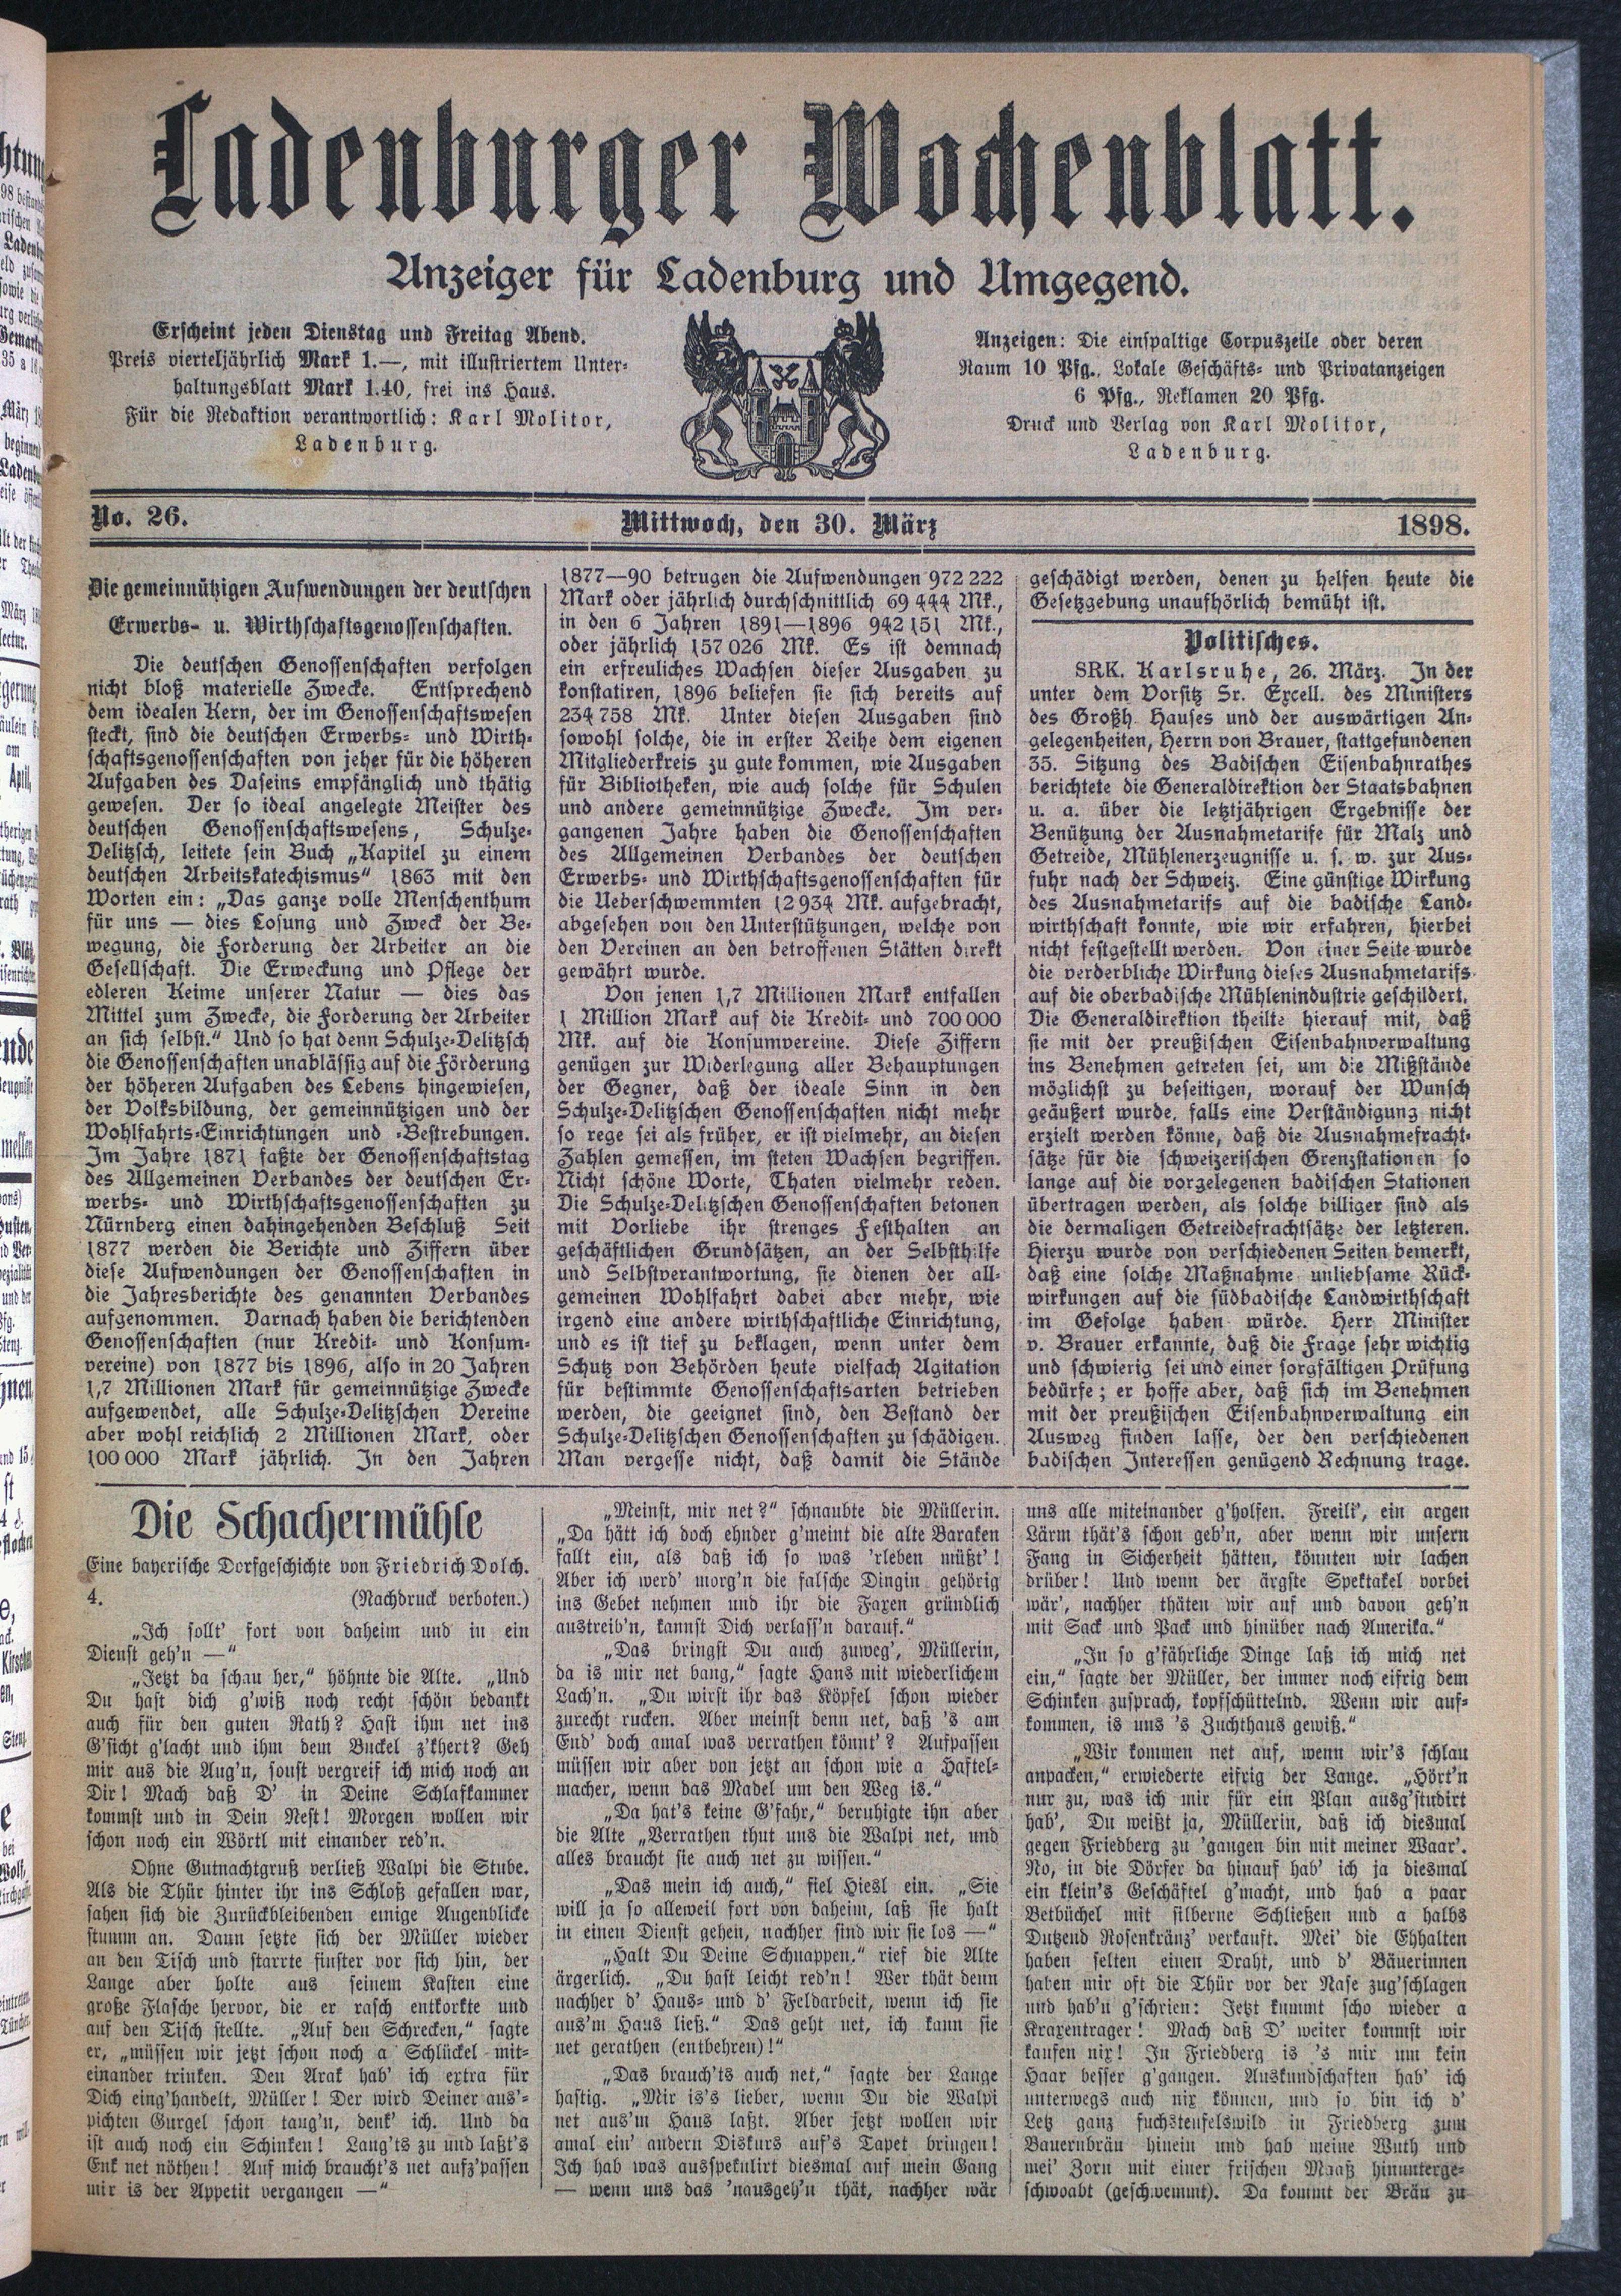 Ladenburger Wochenblatt.
Anzeiger für Ladenburg und Umgegend.
Erscheint jeden Dienstag und Freitag Abend.
Preis vierteljährlich Mark 1.—, mit illustriertem Unter-
haltungsblatt Mark 1.40, frei ins Haus.
Für die Redaktion verantwortlich: Karl Molitor,
Ladenburg.
Anzeigen: Die einspaltige Corpuszeile oder deren
Raum 10 Pfg., Lokale Geschäfts- und Privatanzeigen
6 Pfg., Reklamen 20 Pfg.
Druck und Verlag von Karl Molitor,
Ladenburg.
No. 26.
Mittwoch, den 30. März
1898.
Die gemeinnützigen Aufwendungen der deutschen
Erwerbs- u. Wirthschaftsgenossenschaften.
Die deutschen Genossenschaften verfolgen
nicht bloß materielle Zwecke. Entsprechend
dem idealen Kern, der im Genossenschaftswesen
steckt, sind die deutschen Erwerbs- und Wirth-
schaftsgenossenschaften von jeher für die höheren
Aufgaben des Daseins empfänglich und thätig
gewesen. Der so ideal angelegte Meister des
deutschen Genossenschaftswesens, Schulze-
Delitzsch, leitete sein Buch „Kapitel zu einem
deutschen Arbeitskatechismus“ 1863 mit den
Worten ein: „Das ganze volle Menschenthum
für uns — dies Losung und Zweck der Be-
wegung, die Forderung der Arbeiter an die
Gesellschaft. Die Erweckung und Pflege der
edleren Keime unserer Natur — dies das
Mittel zum Zwecke, die Forderung der Arbeiter
an sich selbst.“ Und so hat denn Schulze-Delitzsch
die Genossenschaften unablässig auf die Förderung
der höheren Aufgaben des Lebens hingewiesen,
der Volksbildung, der gemeinnützigen und der
Wohlfahrts-Einrichtungen und -Bestrebungen.
Im Jahre 1871 faßte der Genossenschaftstag
des Allgemeinen Verbandes der deutschen Er-
werbs- und Wirthschaftsgenossenschaften zu
Nürnberg einen dahingehenden Beschluß Seit
1877 werden die Berichte und Ziffern über
diese Aufwendungen der Genossenschaften in
die Jahresberichte des genannten Verbandes
aufgenommen. Darnach haben die berichtenden
Genossenschaften (nur Kredit- und Konsum-
vereine) von 1877 bis 1896, also in 20 Jahren
1,7 Millionen Mark für gemeinnützige Zwecke
aufgewendet, alle Schulze-Delitzschen Vereine
aber wohl reichlich 2 Millionen Mark, oder
100 000 Mark jährlich. In den Jahren
1877—90 betrugen die Aufwendungen 972 222
Mark oder jährlich durchschnittlich 69 444 Mk.,
in den 6 Jahren 1891—1896 942 151 Mk.,
oder jährlich 157 026 Mk. Es ist demnach
ein erfreuliches Wachsen dieser Ausgaben zu
konstatiren, 1896 beliefen sie sich bereits auf
234 758 Mk. Unter diesen Ausgaben sind
sowohl solche, die in erster Reihe dem eigenen
Mitgliederkreis zu gute kommen, wie Ausgaben
für Bibliotheken, wie auch solche für Schulen
und andere gemeinnützige Zwecke. Im ver-
gangenen Jahre haben die Genossenschaften
des Allgemeinen Verbandes der deutschen
Erwerbs- und Wirthschaftsgenossenschaften für
die Ueberschwemmten 12 934 Mk. aufgebracht,
abgesehen von den Unterstützungen, welche von
den Vereinen an den betroffenen Stätten direkt
gewährt wurde.
Von jenen 1,7 Millionen Mark entfallen
1 Million Mark auf die Kredit- und 700 000
Mk. auf die Konsumvereine. Diese Ziffern
genügen zur Widerlegung aller Behauptungen
der Gegner, daß der ideale Sinn in den
Schulze-Delitzschen Genossenschaften nicht mehr
so rege sei als früher, er ist vielmehr, an diesen
Zahlen gemessen, im steten Wachsen begriffen.
Nicht schöne Worte, Thaten vielmehr reden.
Die Schulze-Delitzschen Genossenschaften betonen
mit Vorliebe ihr strenges Festhalten an
geschäftlichen Grundsätzen, an der Selbsthilfe
und Selbstverantwortung, sie dienen der all-
gemeinen Wohlfahrt dabei aber mehr, wie
irgend eine andere wirthschaftliche Einrichtung,
und es ist tief zu beklagen, wenn unter dem
Schutz von Behörden heute vielfach Agitation
für bestimmte Genossenschaftsarten betrieben
werden, die geeignet sind, den Bestand der
Schulze-Delitzschen Genossenschaften zu schädigen.
Man vergesse nicht, daß damit die Stände
geschädigt werden, denen zu helfen heute die
Gesetzgebung unaufhörlich bemüht ist.
Politisches.
SRK. Karlsruhe, 26. März. In der
unter dem Vorsitz Sr. Excell. des Ministers
des Großh. Hauses und der auswärtigen An-
gelegenheiten, Herrn von Brauer, stattgefundenen
35. Sitzung des Badischen Eisenbahnrathes
berichtete die Generaldirektion der Staatsbahnen
u. a. über die letztjährigen Ergebnisse der
Benützung der Ausnahmetarife für Malz und
Getreide, Mühlenerzeugnisse u. s. w. zur Aus-
fuhr nach der Schweiz. Eine günstige Wirkung
des Ausnahmetarifs auf die badische Land-
wirthschaft konnte, wie wir erfahren, hierbei
nicht festgestellt werden. Von einer Seite wurde
die verderbliche Wirkung dieses Ausnahmetarifs
auf die oberbadische Mühlenindustrie geschildert.
Die Generaldirektion theilte hierauf mit, daß
sie mit der preußischen Eisenbahnverwaltung
ins Benehmen getreten sei, um die Mißstände
möglichst zu beseitigen, worauf der Wunsch
geäußert wurde, falls eine Verständigung nicht
erzielt werden könne, daß die Ausnahmefracht-
sätze für die schweizerischen Grenzstationen so
lange auf die vorgelegenen badischen Stationen
übertragen werden, als solche billiger sind als
die dermaligen Getreidefrachtsätze der letzteren.
Hierzu wurde von verschiedenen Seiten bemerkt,
daß eine solche Maßnahme unliebsame Rück-
wirkungen auf die südbadische Landwirthschaft
im Gefolge haben würde. Herr Minister
v. Brauer erkannte, daß die Frage sehr wichtig
und schwierig sei und einer sorgfältigen Prüfung
bedürfe; er hoffe aber, daß sich im Benehmen
mit der preußischen Eisenbahnverwaltung ein
Ausweg finden lasse, der den verschiedenen
badischen Interessen genügend Rechnung trage.
Die Schachermühle
Eine bayerische Dorfgeschichte von Friedrich Dolch.
4. (Nachdruck verboten.)
„Ich sollt' fort von daheim und in ein
Dienst geh'n —“
„Jetzt da schau her,“ höhnte die Alte. „Und
Du hast dich g'wiß noch recht schön bedankt
auch für den guten Rath? Hast ihm net ins
G'sicht g'lacht und ihm dem Buckel z'khert? Geh
mir aus die Aug'n, sonst vergreif ich mich noch an
Dir! Mach daß D' in Deine Schlafkammer
kommst und in Dein Nest! Morgen wollen wir
schon noch ein Wörtl mit einander red'n.
Ohne Gutnachtgruß verließ Walpi die Stube.
Als die Thür hinter ihr ins Schloß gefallen war,
sahen sich die Zurückbleibenden einige Augenblicke
stumm an. Dann setzte sich der Müller wieder
an den Tisch und starrte finster vor sich hin, der
Lange aber holte aus seinem Kasten eine
große Flasche hervor, die er rasch entkorkte und
auf den Tisch stellte. „Auf den Schrecken,“ sagte
er, „müssen wir jetzt schon noch a Schlückel mit-
einander trinken. Den Arak hab' ich extra für
Dich eing'handelt, Müller! Der wird Deiner aus'-
pichten Gurgel schon taug'n, denk' ich. Und da
ist auch noch ein Schinken! Lang'ts zu und laßt's
Enk net nöthen! Auf mich braucht's net aufz'passen
mir is der Appetit vergangen —“
„Meinst, mir net?“ schnaubte die Müllerin.
„Da hätt ich doch ehnder g'meint die alte Baraken
fallt ein, als daß ich so was 'rleben müßt'!
Aber ich werd' morg'n die falsche Dingin gehörig
ins Gebet nehmen und ihr die Faxen gründlich
austreib'n, kannst Dich verlass'n darauf.“
„Das bringst Du auch zuweg', Müllerin,
da is mir net bang,“ sagte Hans mit wiederlichem
Lach'n. „Du wirst ihr das Köpfel schon wieder
zurecht rucken. Aber meinst denn net, daß 's am
End' doch amal was verrathen könnt'? Aufpassen
müssen wir aber von jetzt an schon wie a Haftel-
macher, wenn das Madel um den Weg is.“
„Da hat's keine G'fahr,“ beruhigte ihn aber
die Alte „Verrathen thut uns die Walpi net, und
alles braucht sie auch net zu wissen.“
„Das mein ich auch,“ fiel Hiesl ein. „Sie
will ja so alleweil fort von daheim, laß sie halt
in einen Dienst gehen, nachher sind wir sie los —“
„Halt Du Deine Schnappen.“ rief die Alte
ärgerlich. „Du hast leicht red'n! Wer thät denn
nachher d' Haus- und d' Feldarbeit, wenn ich sie
aus'm Haus ließ.“ Das geht net, ich kann sie
net gerathen (entbehren)!“
„Das brauch'ts auch net,“ sagte der Lange
hastig. „Mir is's lieber, wenn Du die Walpi
net aus'm Haus laßt. Aber jetzt wollen wir
amal ein' andern Diskurs auf's Tapet bringen!
Ich hab was ausspekulirt diesmal auf mein Gang
— wenn uns das 'nausgeh'n thät, nachher wär
uns alle miteinander g'holfen. Freili', ein argen
Lärm thät's schon geb'n, aber wenn wir unsern
Fang in Sicherheit hätten, könnten wir lachen
drüber! Und wenn der ärgste Spektakel vorbei
wär', nachher thäten wir auf und davon geh'n
mit Sack und Pack und hinüber nach Amerika.“
„In so g'fährliche Dinge laß ich mich net
ein,“ sagte der Müller, der immer noch eifrig dem
Schinken zusprach, kopfschüttelnd. Wenn wir auf-
kommen, is uns 's Zuchthaus gewiß.“
„Wir kommen net auf, wenn wir's schlau
anpacken,“ erwiederte eifrig der Lange. „Hört'n
nur zu, was ich mir für ein Plan ausg'studirt
hab', Du weißt ja, Müllerin, daß ich diesmal
gegen Friedberg zu 'gangen bin mit meiner Waar'.
No, in die Dörfer da hinauf hab' ich ja diesmal
ein klein's Geschäftel g'macht, und hab a paar
Betbüchel mit silberne Schließen und a halbs
Dutzend Rosenkränz' verkauft. Mei' die Ehhalten
haben selten einen Draht, und d' Bäuerinnen
haben mir oft die Thür vor der Nase zug'schlagen
und hab'n g'schrien: Jetzt kummt scho wieder a
Kraxentrager! Mach daß D' weiter kommst wir
kaufen nix! In Friedberg is 's mir um kein
Haar besser g'gangen. Auskundschaften hab' ich
unterwegs auch nix können, und so bin ich d'
Letz ganz fuchsteufelswild in Friedberg zum
Bauernbräu hinein und hab meine Wuth und
mei' Zorn mit einer frischen Maaß hinunterge-
schwoabt (geschwemmt). Da kommt der Bräu zu